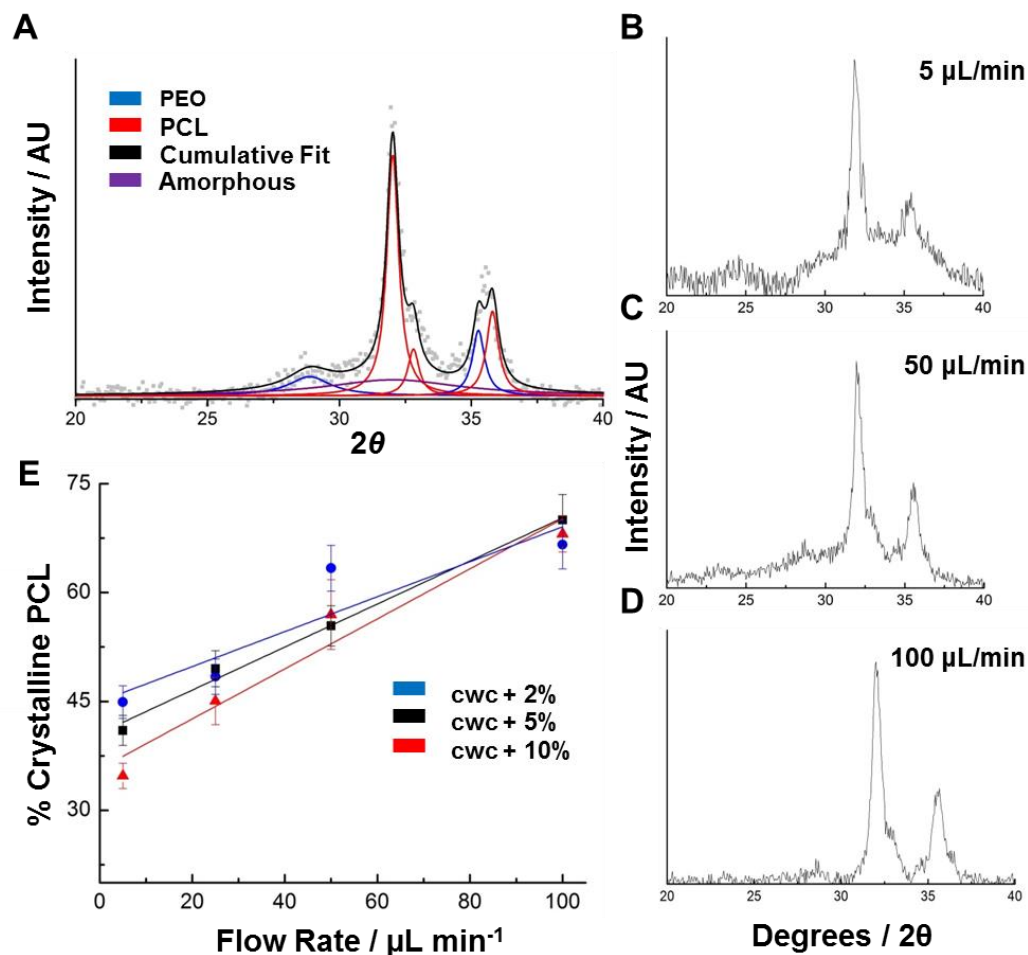 A
Intensity / AU
PEO
PCL
Cumulative Fit
Amorphous
20 25 30 35 40
2θ
B
5 µL/min
20 25 30 35 40
C
50 µL/min
Intensity / AU
20 25 30 35 40
D
100 µL/min
20 25 30 35 40
Degrees / 2θ
E
% Crystalline PCL
75
60
45
30
cwc + 2%
cwc + 5%
cwc + 10%
0 20 40 60 80 100
Flow Rate / µL min⁻¹